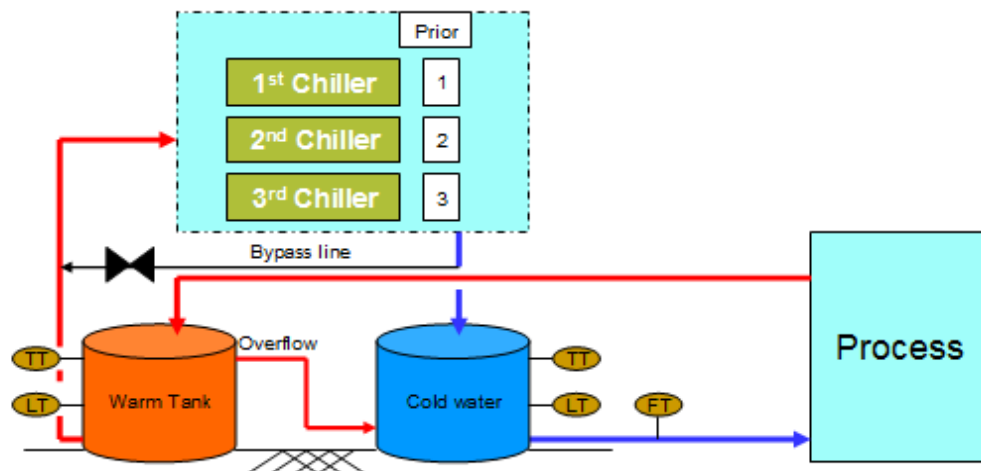 Prior
1st Chiller
1
2nd Chiller
2
3rd Chiller
3
Bypass line
Process
Overflow
TT
TT
Warm Tank
Cold water
LT
LT
FT